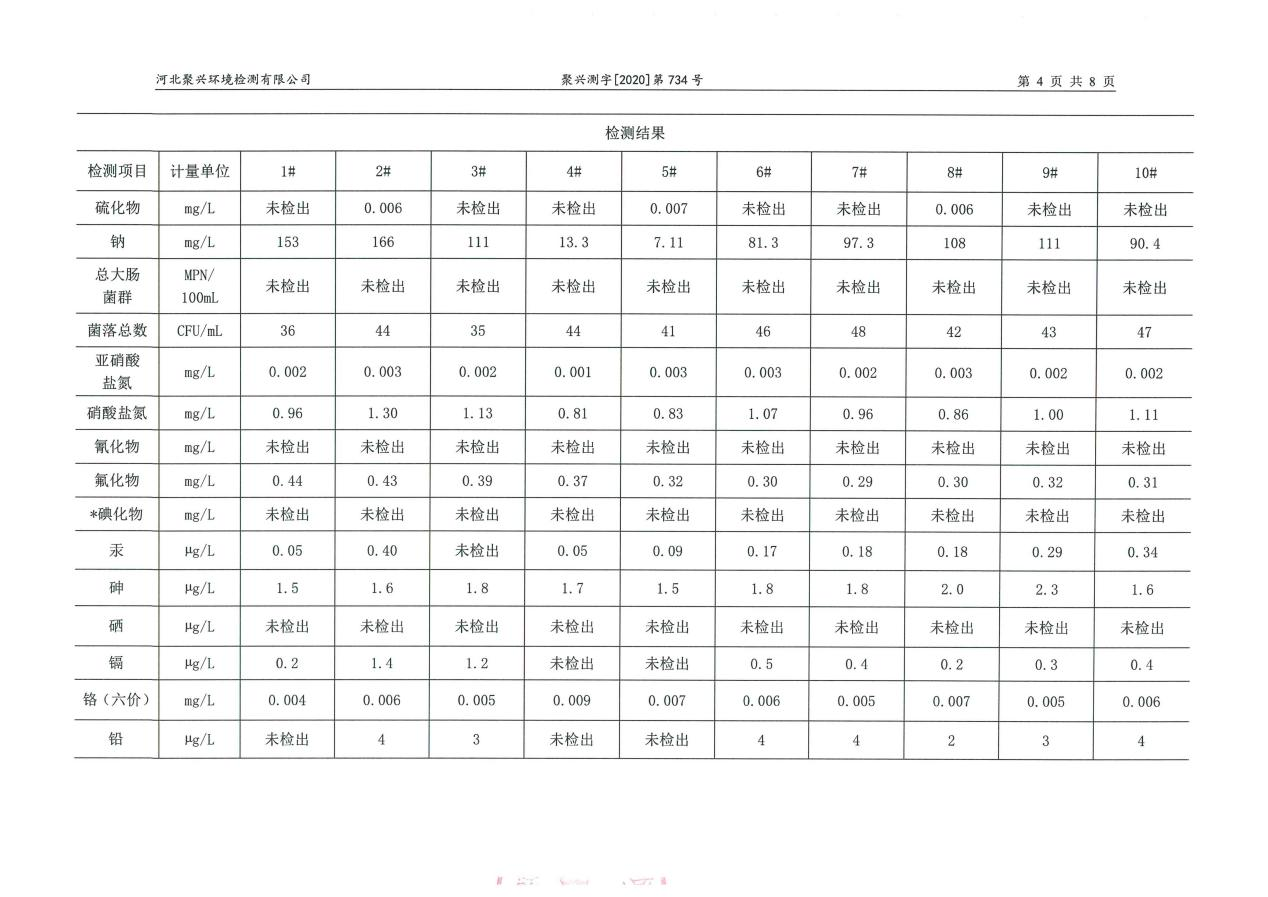 河北聚兴环境检测有限公司 聚兴测字[2020]第 734 号 第 4 页 共 8 页
检测结果
检测项目 计量单位 1# 2# 3# 4# 5# 6# 7# 8# 9# 10#
硫化物 mg/L 未检出 0.006 未检出 未检出 0.007 未检出 未检出 0.006 未检出 未检出
钠 mg/L 153 166 111 13.3 7.11 81.3 97.3 108 111 90.4
总大肠
菌群 MPN/
100mL 未检出 未检出 未检出 未检出 未检出 未检出 未检出 未检出 未检出 未检出
菌落总数 CFU/mL 36 44 35 44 41 46 48 42 43 47
亚硝酸
盐氮 mg/L 0.002 0.003 0.002 0.001 0.003 0.003 0.002 0.003 0.002 0.002
硝酸盐氮 mg/L 0.96 1.30 1.13 0.81 0.83 1.07 0.96 0.86 1.00 1.11
氰化物 mg/L 未检出 未检出 未检出 未检出 未检出 未检出 未检出 未检出 未检出 未检出
氟化物 mg/L 0.44 0.43 0.39 0.37 0.32 0.30 0.29 0.30 0.32 0.31
*碘化物 mg/L 未检出 未检出 未检出 未检出 未检出 未检出 未检出 未检出 未检出 未检出
汞 μg/L 0.05 0.40 未检出 0.05 0.09 0.17 0.18 0.18 0.29 0.34
砷 μg/L 1.5 1.6 1.8 1.7 1.5 1.8 1.8 2.0 2.3 1.6
硒 μg/L 未检出 未检出 未检出 未检出 未检出 未检出 未检出 未检出 未检出 未检出
镉 μg/L 0.2 1.4 1.2 未检出 未检出 0.5 0.4 0.2 0.3 0.4
铬（六价） mg/L 0.004 0.006 0.005 0.009 0.007 0.006 0.005 0.007 0.005 0.006
铅 μg/L 未检出 4 3 未检出 未检出 4 4 2 3 4